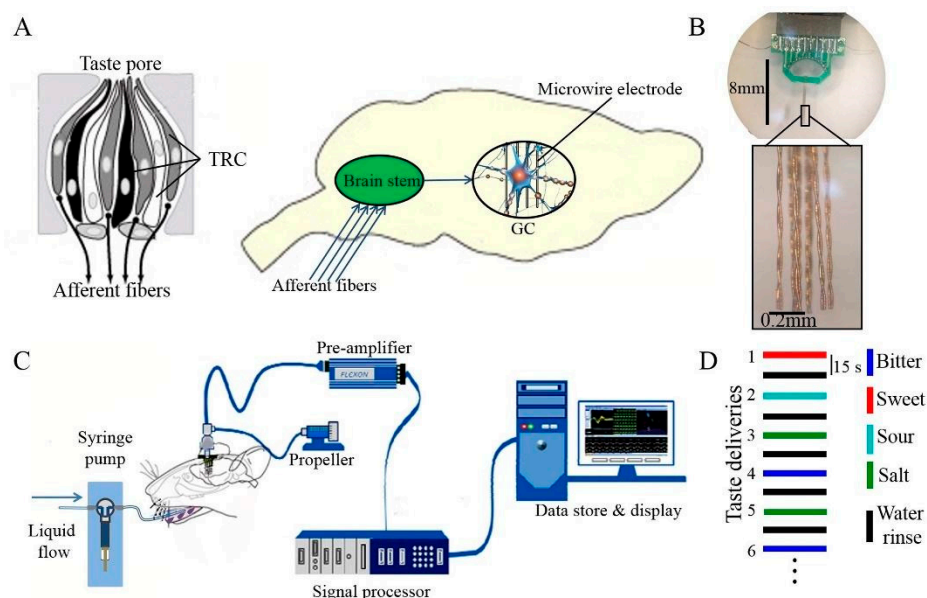 A
Taste pore
TRC
Afferent fibers
Microwire electrode
Brain stem
GC
Afferent fibers
B
8mm
0.2mm
C
Pre-amplifier
FLEXON
Syringe
pump
Propeller
Liquid
flow
Data store & display
Signal processor
D
Taste deliveries
1
15 s
2
3
4
5
6
Bitter
Sweet
Sour
Salt
Water
rinse